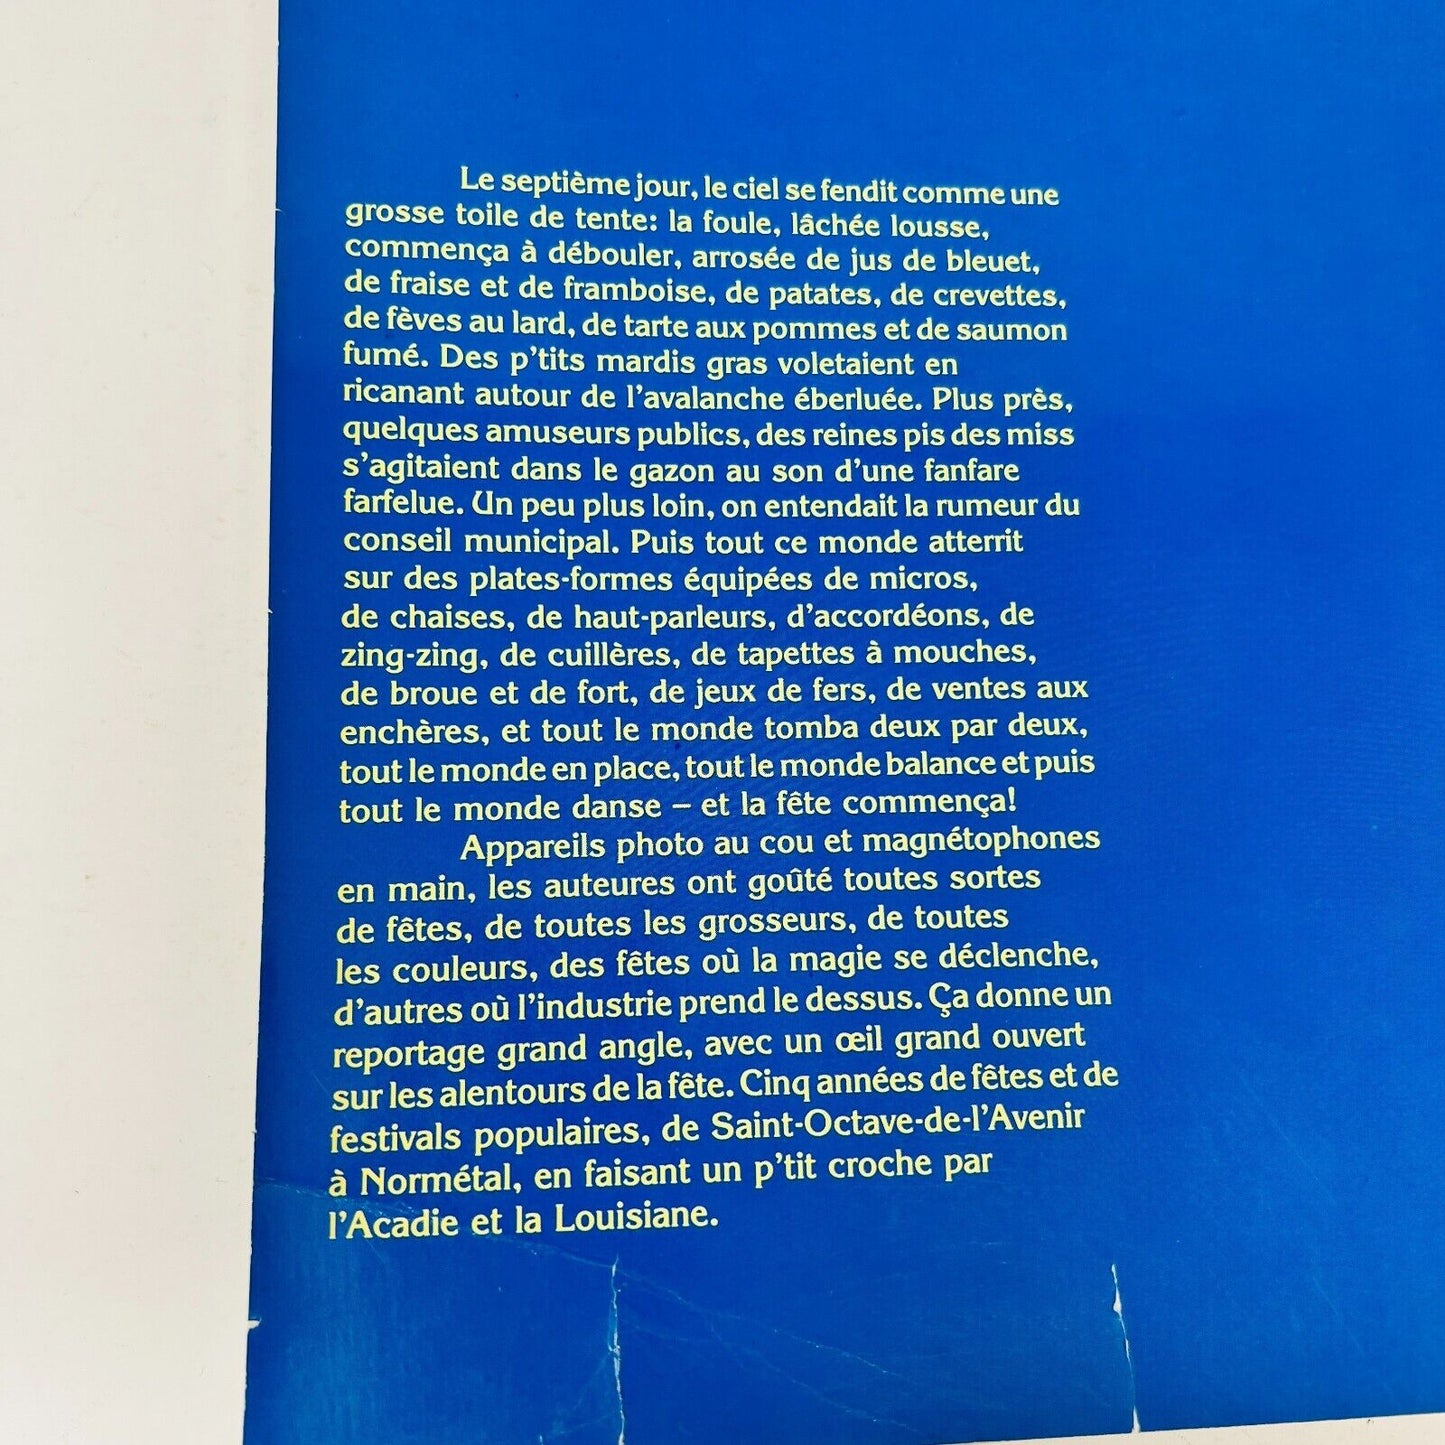 Le septième jour, le ciel se fendit comme une
grosse toile de tente: la foule, lâchée lousse,
commença à débouler, arrosée de jus de bleuet,
de fraise et de framboise, de patates, de crevettes,
de fèves au lard, de tarte aux pommes et de saumon
fumé. Des p'tits mardis gras voletaient en
ricanant autour de l'avalanche éberluée. Plus près,
quelques amuseurs publics, des reines pis des miss
s'agitaient dans le gazon au son d'une fanfare
farfelue. Un peu plus loin, on entendait la rumeur du
conseil municipal. Puis tout ce monde atterrit
sur des plates-formes équipées de micros,
de chaises, de haut-parleurs, d'accordéons, de
zing-zing, de cuillères, de tapettes à mouches,
de broue et de fort, de jeux de fers, de ventes aux
enchères, et tout le monde tomba deux par deux,
tout le monde en place, tout le monde balance et puis
tout le monde danse – et la fête commença!
Appareils photo au cou et magnétophones
en main, les auteures ont goûté toutes sortes
de fêtes, de toutes les grosseurs, de toutes
les couleurs, des fêtes où la magie se déclenche,
d'autres où l'industrie prend le dessus. Ça donne un
reportage grand angle, avec un œil grand ouvert
sur les alentours de la fête. Cinq années de fêtes et de
festivals populaires, de Saint-Octave-de-l'Avenir
à Normétal, en faisant un p'tit croche par
l'Acadie et la Louisiane.